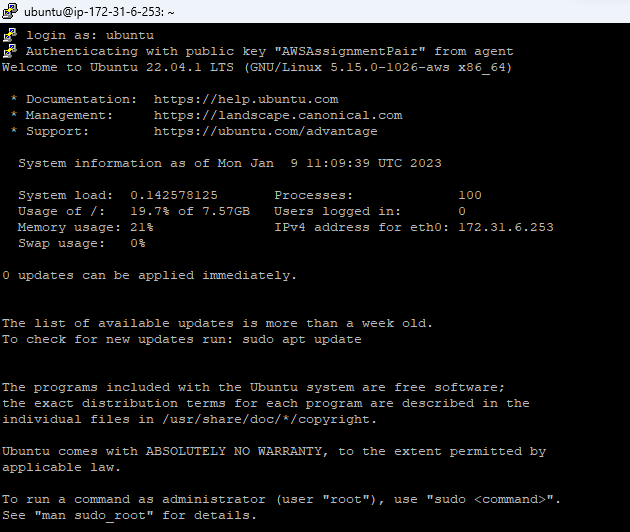 ubuntu@ip-172-31-6-253: ~
login as: ubuntu
Authenticating with public key "AWSAssignmentPair" from agent
Welcome to Ubuntu 22.04.1 LTS (GNU/Linux 5.15.0-1026-aws x86_64)
* Documentation:  https://help.ubuntu.com
* Management:     https://landscape.canonical.com
* Support:        https://ubuntu.com/advantage
System information as of Mon Jan  9 11:09:39 UTC 2023
System load:  0.142578125       Processes:             100
Usage of /:   19.7% of 7.57GB   Users logged in:       0
Memory usage: 21%               IPv4 address for eth0: 172.31.6.253
Swap usage:   0%
0 updates can be applied immediately.
The list of available updates is more than a week old.
To check for new updates run: sudo apt update
The programs included with the Ubuntu system are free software;
the exact distribution terms for each program are described in the
individual files in /usr/share/doc/*/copyright.
Ubuntu comes with ABSOLUTELY NO WARRANTY, to the extent permitted by
applicable law.
To run a command as administrator (user "root"), use "sudo <command>".
See "man sudo_root" for details.